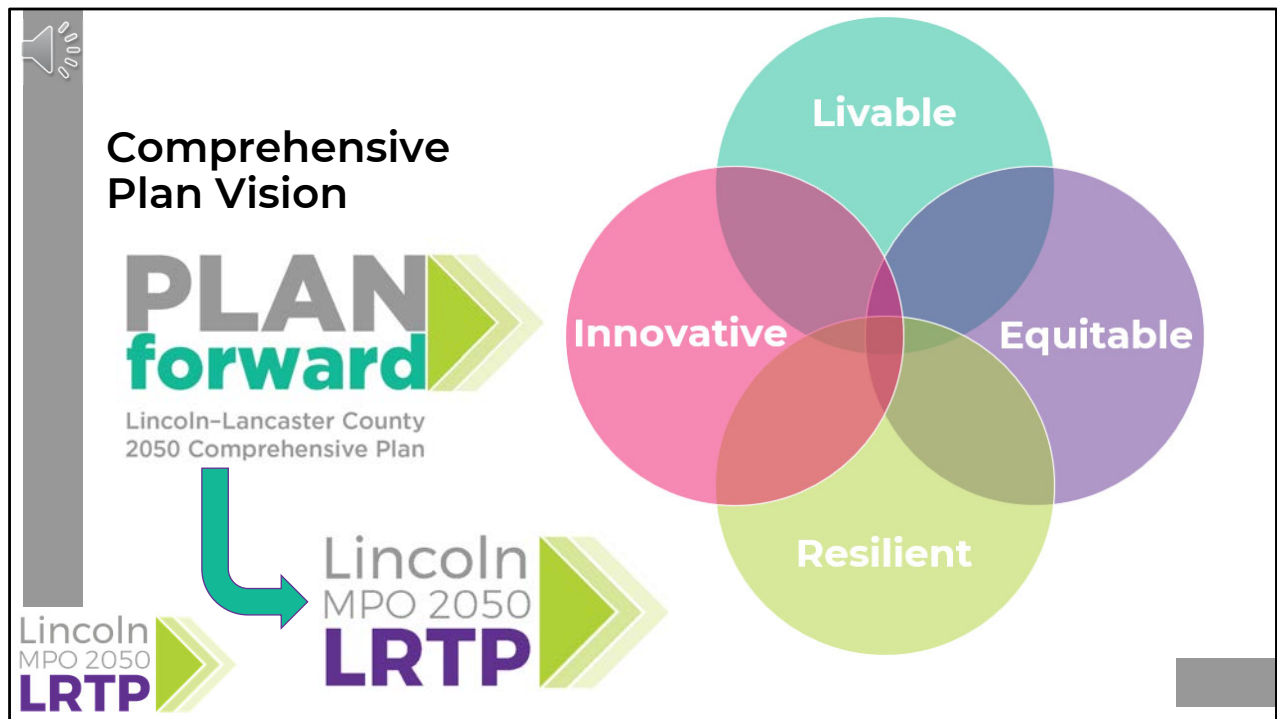 Comprehensive
Plan Vision
PLAN
forward
Lincoln–Lancaster County
2050 Comprehensive Plan
Lincoln
MPO 2050
LRTP
Livable
Innovative
Equitable
Resilient
Lincoln
MPO 2050
LRTP